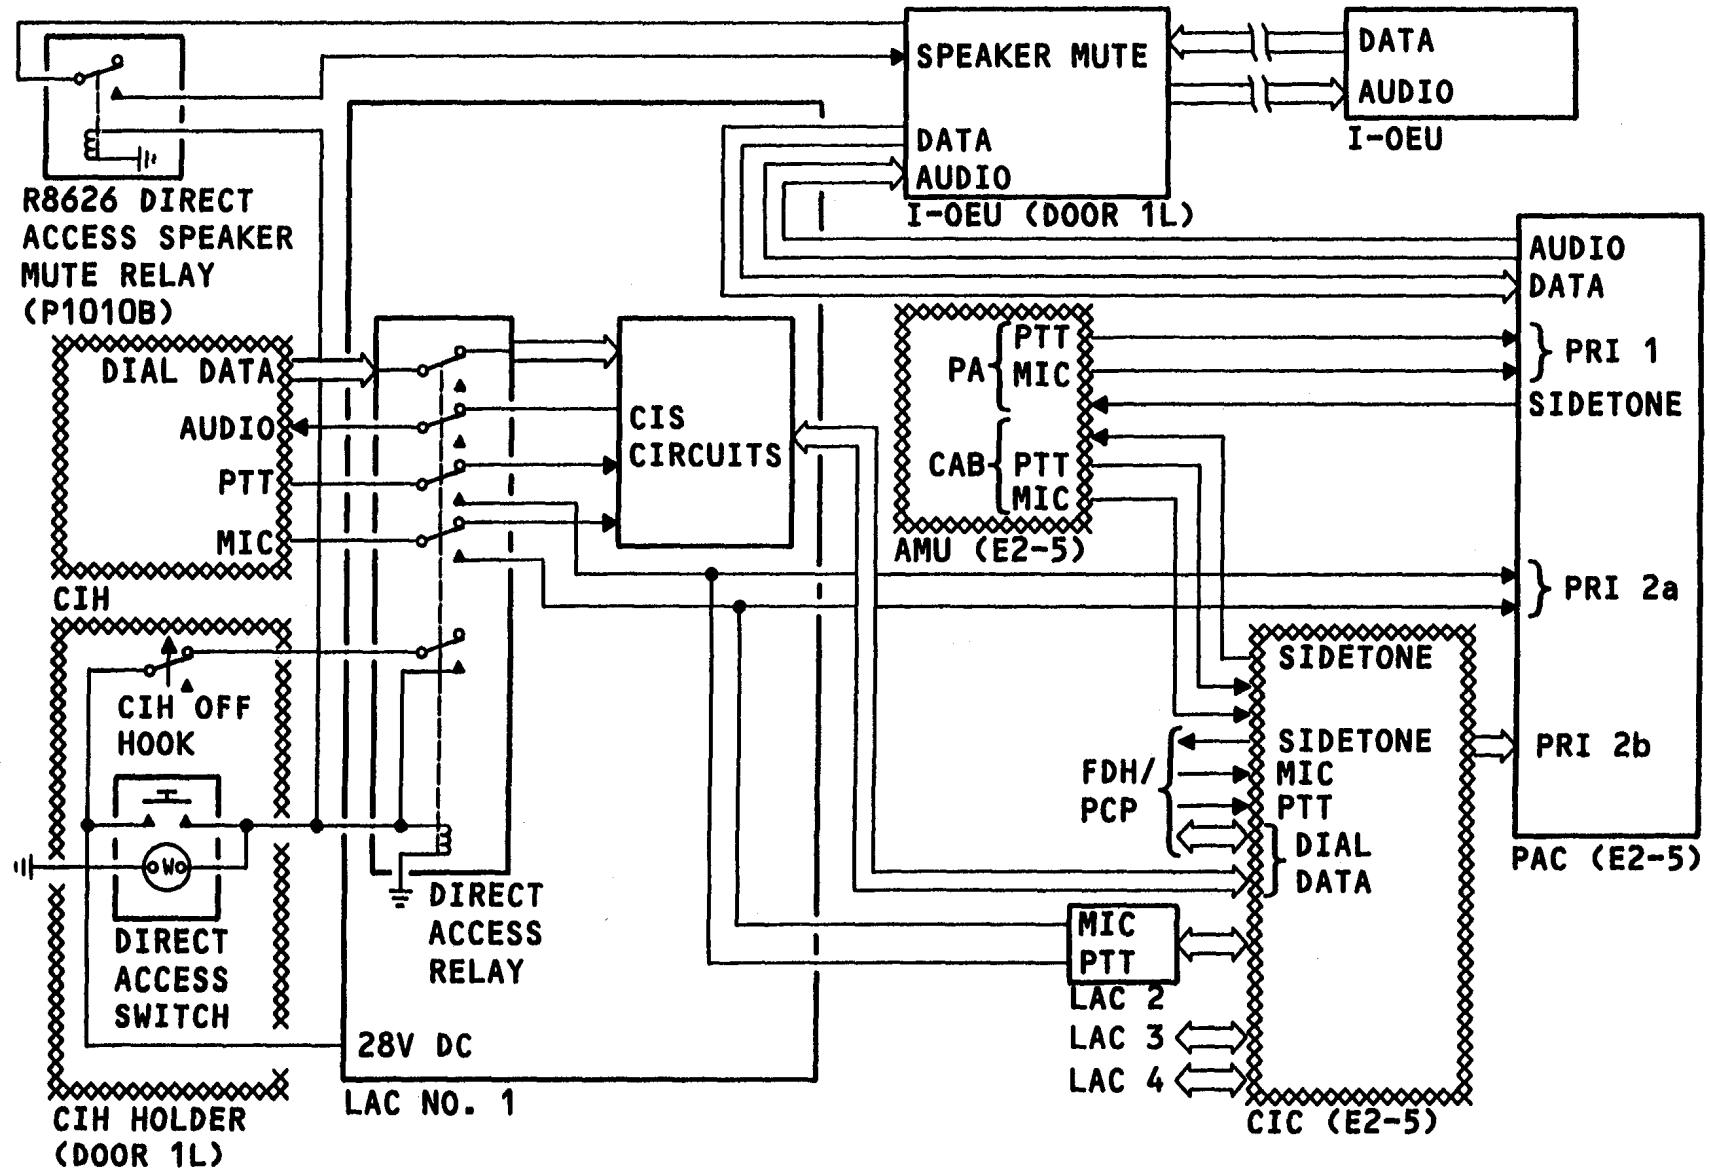 SPEAKER MUTE
DATA
AUDIO
I-OEU (DOOR 1L)
DATA
AUDIO
I-OEU
R8626 DIRECT
ACCESS SPEAKER
MUTE RELAY
(P1010B)
DIAL DATA
AUDIO
PTT
MIC
CIH
CIH OFF
HOOK
W
DIRECT
ACCESS
SWITCH
CIH HOLDER
(DOOR 1L)
CIS
CIRCUITS
DIRECT
ACCESS
RELAY
28V DC
LAC NO. 1
PA
PTT
MIC
CAB
PTT
MIC
AMU (E2-5)
AUDIO
DATA
PRI 1
SIDETONE
PRI 2a
PRI 2b
PAC (E2-5)
SIDETONE
FDH/
PCP
SIDETONE
MIC
PTT
DIAL
DATA
MIC
PTT
LAC 2
LAC 3
LAC 4
CIC (E2-5)